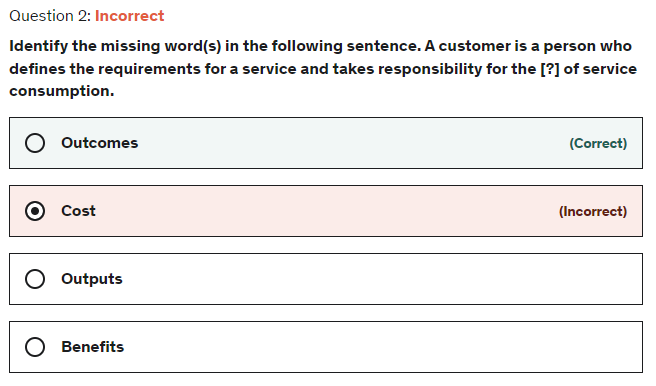 Question 2: Incorrect
Identify the missing word(s) in the following sentence. A customer is a person who
defines the requirements for a service and takes responsibility for the [?] of service
consumption.
Outcomes (Correct)
Cost (Incorrect)
Outputs
Benefits